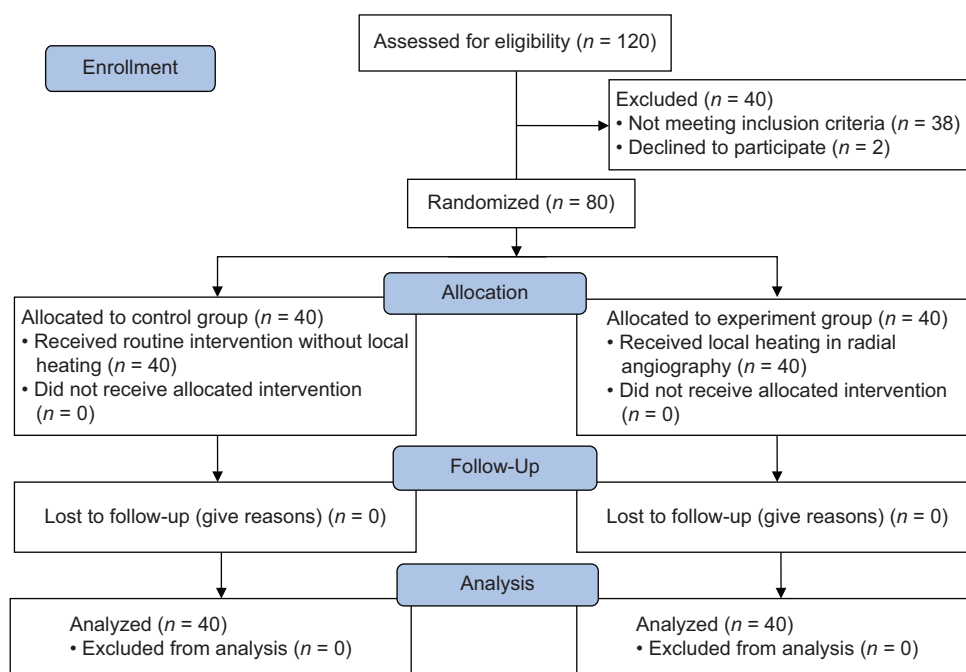 Assessed for eligibility (n = 120)
Enrollment
Excluded (n = 40)
• Not meeting inclusion criteria (n = 38)
• Declined to participate (n = 2)
Randomized (n = 80)
Allocation
Allocated to control group (n = 40)
• Received routine intervention without local
heating (n = 40)
• Did not receive allocated intervention
(n = 0)
Allocated to experiment group (n = 40)
• Received local heating in radial
angiography (n = 40)
• Did not receive allocated intervention
(n = 0)
Follow-Up
Lost to follow-up (give reasons) (n = 0)
Lost to follow-up (give reasons) (n = 0)
Analysis
Analyzed (n = 40)
• Excluded from analysis (n = 0)
Analyzed (n = 40)
• Excluded from analysis (n = 0)